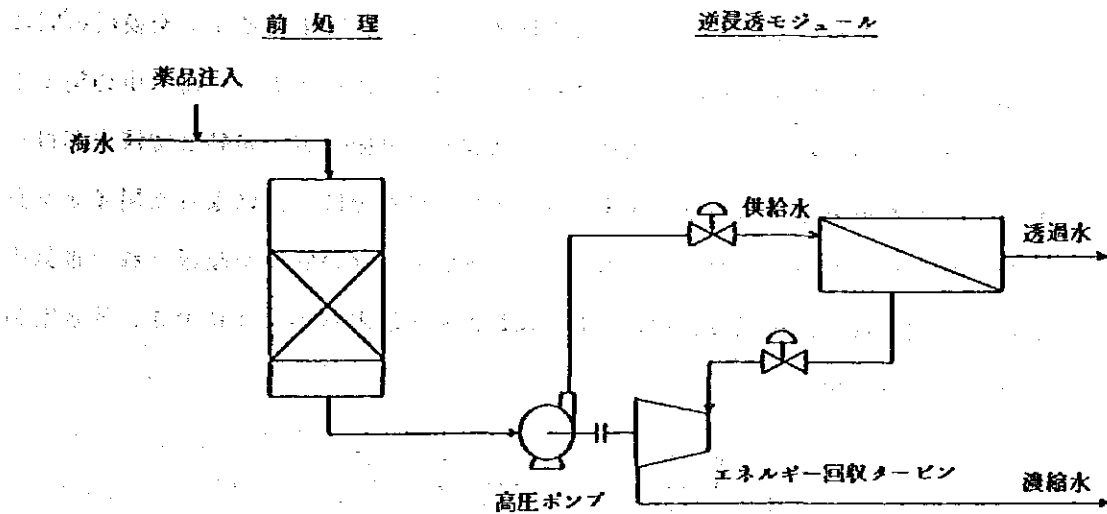 前 処 理
逆浸透モジュール
薬品注入
海水
供給水
透過水
エネルギー回収タービン
高圧ポンプ
濃縮水